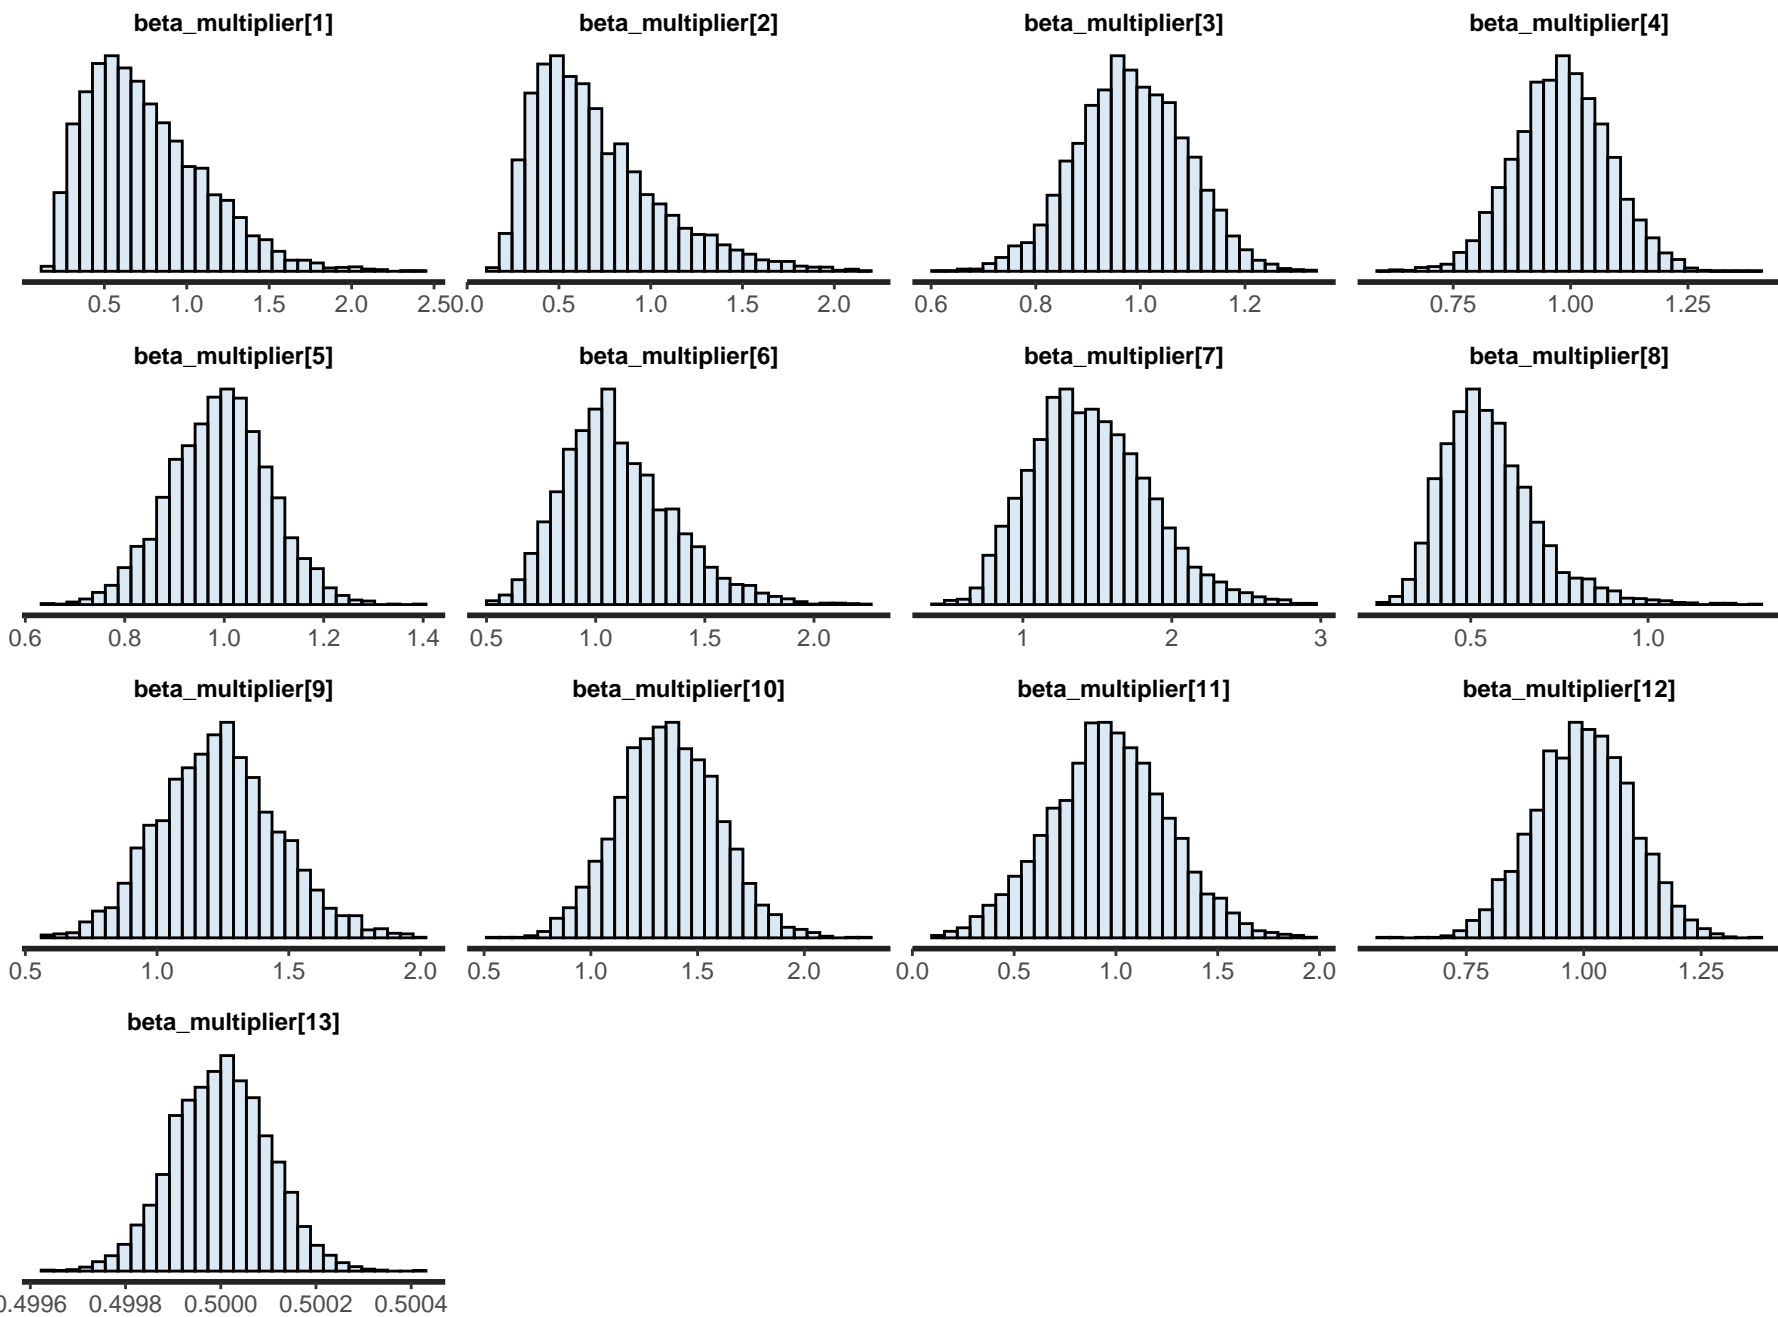 beta_multiplier[1] beta_multiplier[2] beta_multiplier[3] beta_multiplier[4]
0.5 1.0 1.5 2.0 2.5 0.0 0.5 1.0 1.5 2.0 0.6 0.8 1.0 1.2 0.75 1.00 1.25
beta_multiplier[5] beta_multiplier[6] beta_multiplier[7] beta_multiplier[8]
0.6 0.8 1.0 1.2 1.4 0.5 1.0 1.5 2.0 1 2 3 0.5 1.0
beta_multiplier[9] beta_multiplier[10] beta_multiplier[11] beta_multiplier[12]
0.5 1.0 1.5 2.0 0.5 1.0 1.5 2.0 0.0 0.5 1.0 1.5 2.0 0.75 1.00 1.25
beta_multiplier[13]
0.4996 0.4998 0.5000 0.5002 0.5004